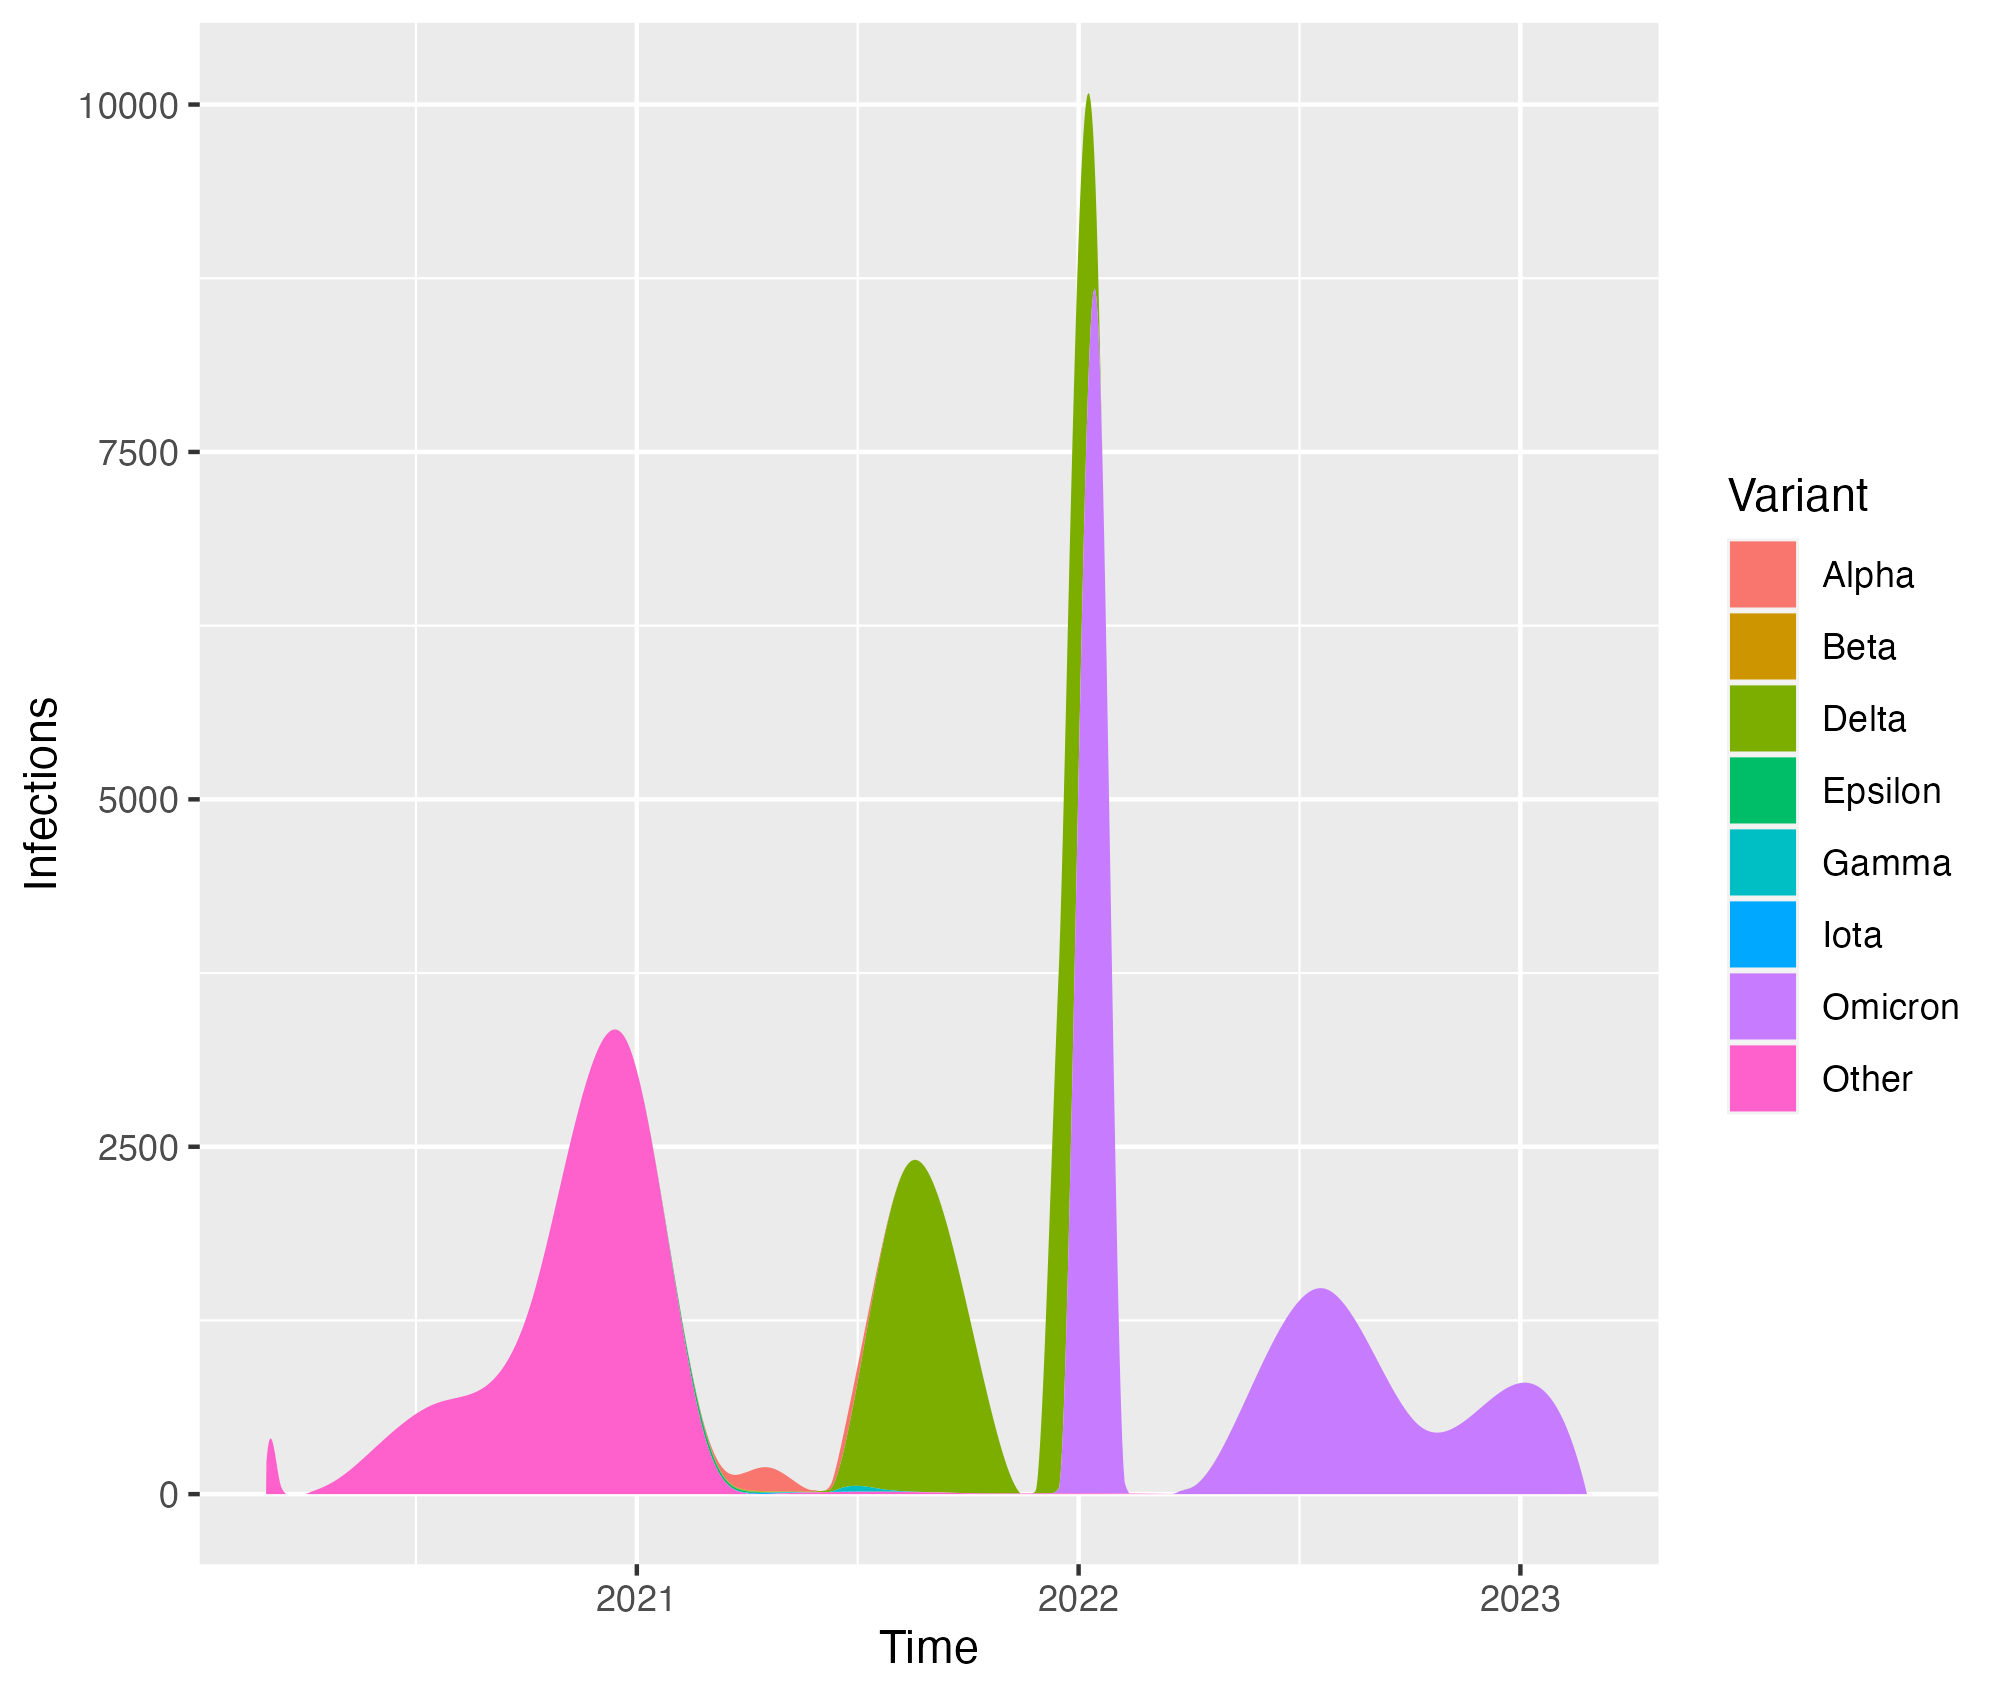 10000
7500
5000
2500
0
Infections
2021
2022
2023
Time
Variant
Alpha
Beta
Delta
Epsilon
Gamma
Iota
Omicron
Other